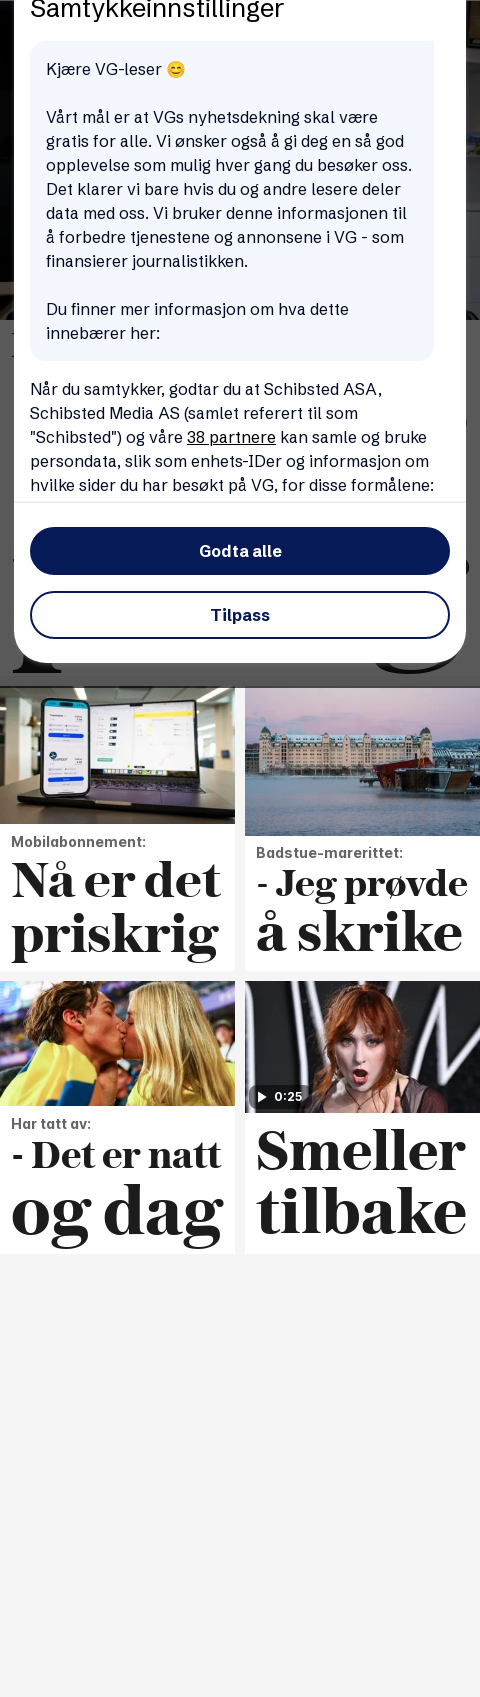 Samtykkeinnstillinger
Kjære VG-leser 😊
Vårt mål er at VGs nyhetsdekning skal være
gratis for alle. Vi ønsker også å gi deg en så god
opplevelse som mulig hver gang du besøker oss.
Det klarer vi bare hvis du og andre lesere deler
data med oss. Vi bruker denne informasjonen til
å forbedre tjenestene og annonsene i VG - som
finansierer journalistikken.
Du finner mer informasjon om hva dette
innebærer her:
Når du samtykker, godtar du at Schibsted ASA,
Schibsted Media AS (samlet referert til som
"Schibsted") og våre 38 partnere kan samle og bruke
persondata, slik som enhets-IDer og informasjon om
hvilke sider du har besøkt på VG, for disse formålene:
Godta alle
Tilpass
Mobilabonnement:
Nå er det
priskrig
Badstue-marerittet:
- Jeg prøvde
å skrike
Har tatt av:
- Det er natt
og dag
0:25
Smeller
tilbake